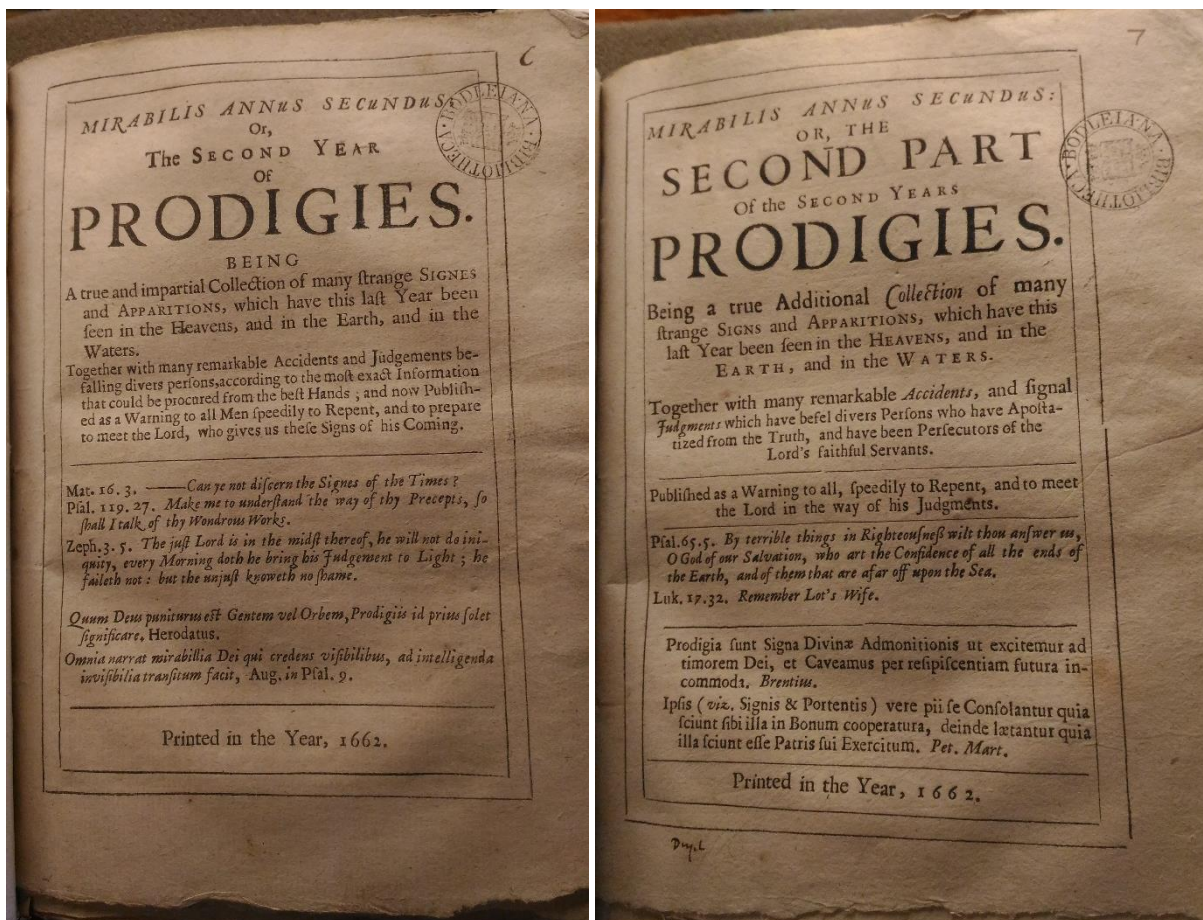 6
MIRABILIS ANNUS SECUNDUS:
Or,
The SECOND YEAR
OF
PRODIGIES.
BEING
A true and impartial Collection of many ſtrange SIGNES
and APPARITIONS, which have this laſt Year been
ſeen in the Heavens, and in the Earth, and in the
Waters.
Together with many remarkable Accidents and Judgements be-
falling divers perſons,according to the moſt exact Information
that could be procured from the beſt Hands ; and now Publiſh-
ed as a Warning to all Men ſpeedily to Repent, and to prepare
to meet the Lord, who gives us theſe Signs of his Coming.
Mat. 16. 3. ——Can ye not diſcern the Signes of the Times ?
Pſal. 119. 27. Make me to underſtand the way of thy Precepts, ſo
ſhall I talk of thy Wondrous Works.
Zeph. 3. 5. The juſt Lord is in the midſt thereof, he will not do ini-
quity, every Morning doth he bring his Judgement to Light ; he
faileth not : but the unjuſt knoweth no ſhame.
Quum Deus puniturus eſt Gentem vel Orbem, Prodigiis id prius ſolet
ſignificare. Herodatus.
Omnia narrat mirabillia Dei qui credens viſibilibus, ad intelligenda
inviſibilia tranſitum facit, Aug. in Pſal. 9.
Printed in the Year, 1662.
BIBLIOTHECA BODLEIANA
7
MIRABILIS ANNUS SECUNDUS:
OR, THE
SECOND PART
Of the SECOND YEARS
PRODIGIES.
Being a true Additional Collection of many
ſtrange SIGNS and APPARITIONS, which have this
laſt Year been ſeen in the HEAVENS, and in the
EARTH, and in the WATERS.
Together with many remarkable Accidents, and ſignal
Judgments which have befel divers Perſons who have Apoſta-
tized from the Truth, and have been Perſecutors of the
Lord's faithful Servants.
Publiſhed as a Warning to all, ſpeedily to Repent, and to meet
the Lord in the way of his Judgments.
Pſal. 65. 5. By terrible things in Righteouſneſs wilt thou anſwer us,
O God of our Salvation, who art the Confidence of all the ends of
the Earth, and of them that are afar off upon the Sea.
Luk. 17. 32. Remember Lot's Wife.
Prodigia ſunt Signa Divinæ Admonitionis ut excitemur ad
timorem Dei, et Caveamus per reſipiſcentiam futura in-
commoda. Brentius.
Ipſis ( viz. Signis & Portentis ) vere pii ſe Conſolantur quia
ſciunt ſibi illa in Bonum cooperatura, deinde lætantur quia
illa ſciunt eſſe Patris ſui Exercitum. Pet. Mart.
Printed in the Year, 1662.
BIBLIOTHECA BODLEIANA